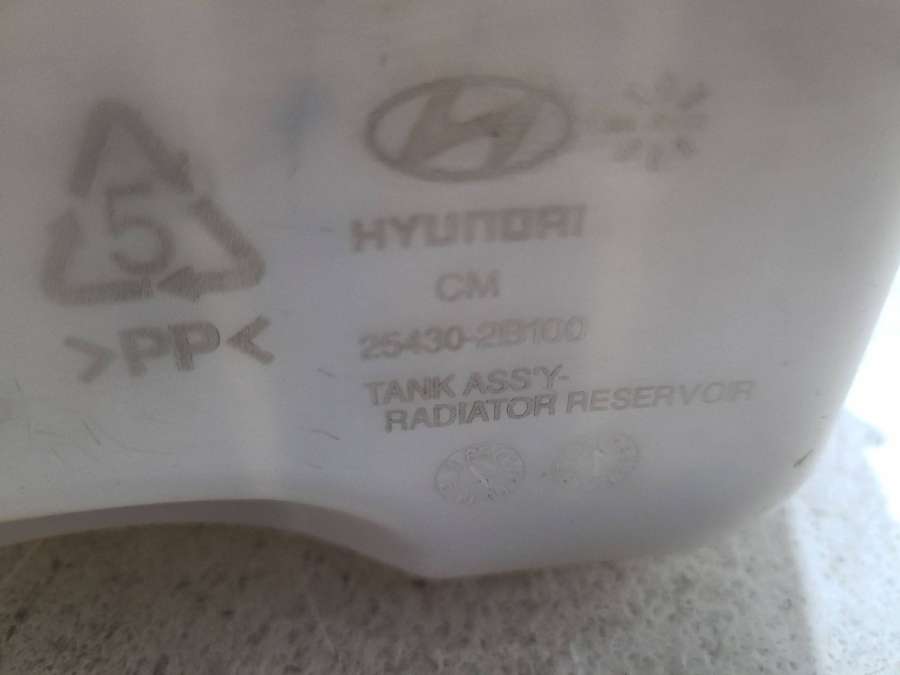 5
>PP<
HYUNDAI
CM
25430-2B100
TANK ASS'Y-
RADIATOR RESERVOIR